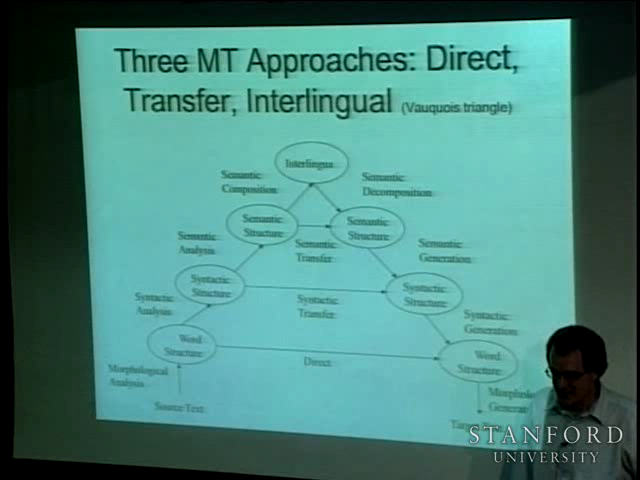 Three MT Approaches: Direct,
Transfer, Interlingual (Vauquois triangle)
Interlingua
Semantic
Composition
Semantic
Decomposition
Semantic
Structure
Semantic
Structure
Semantic
Analysis
Semantic
Transfer
Semantic
Generation
Syntactic
Structure
Syntactic
Structure
Syntactic
Analysis
Syntactic
Transfer
Syntactic
Generation
Word
Structure
Direct
Word
Structure
Morphological
Analysis
Source Text
STANFORD
UNIVERSITY